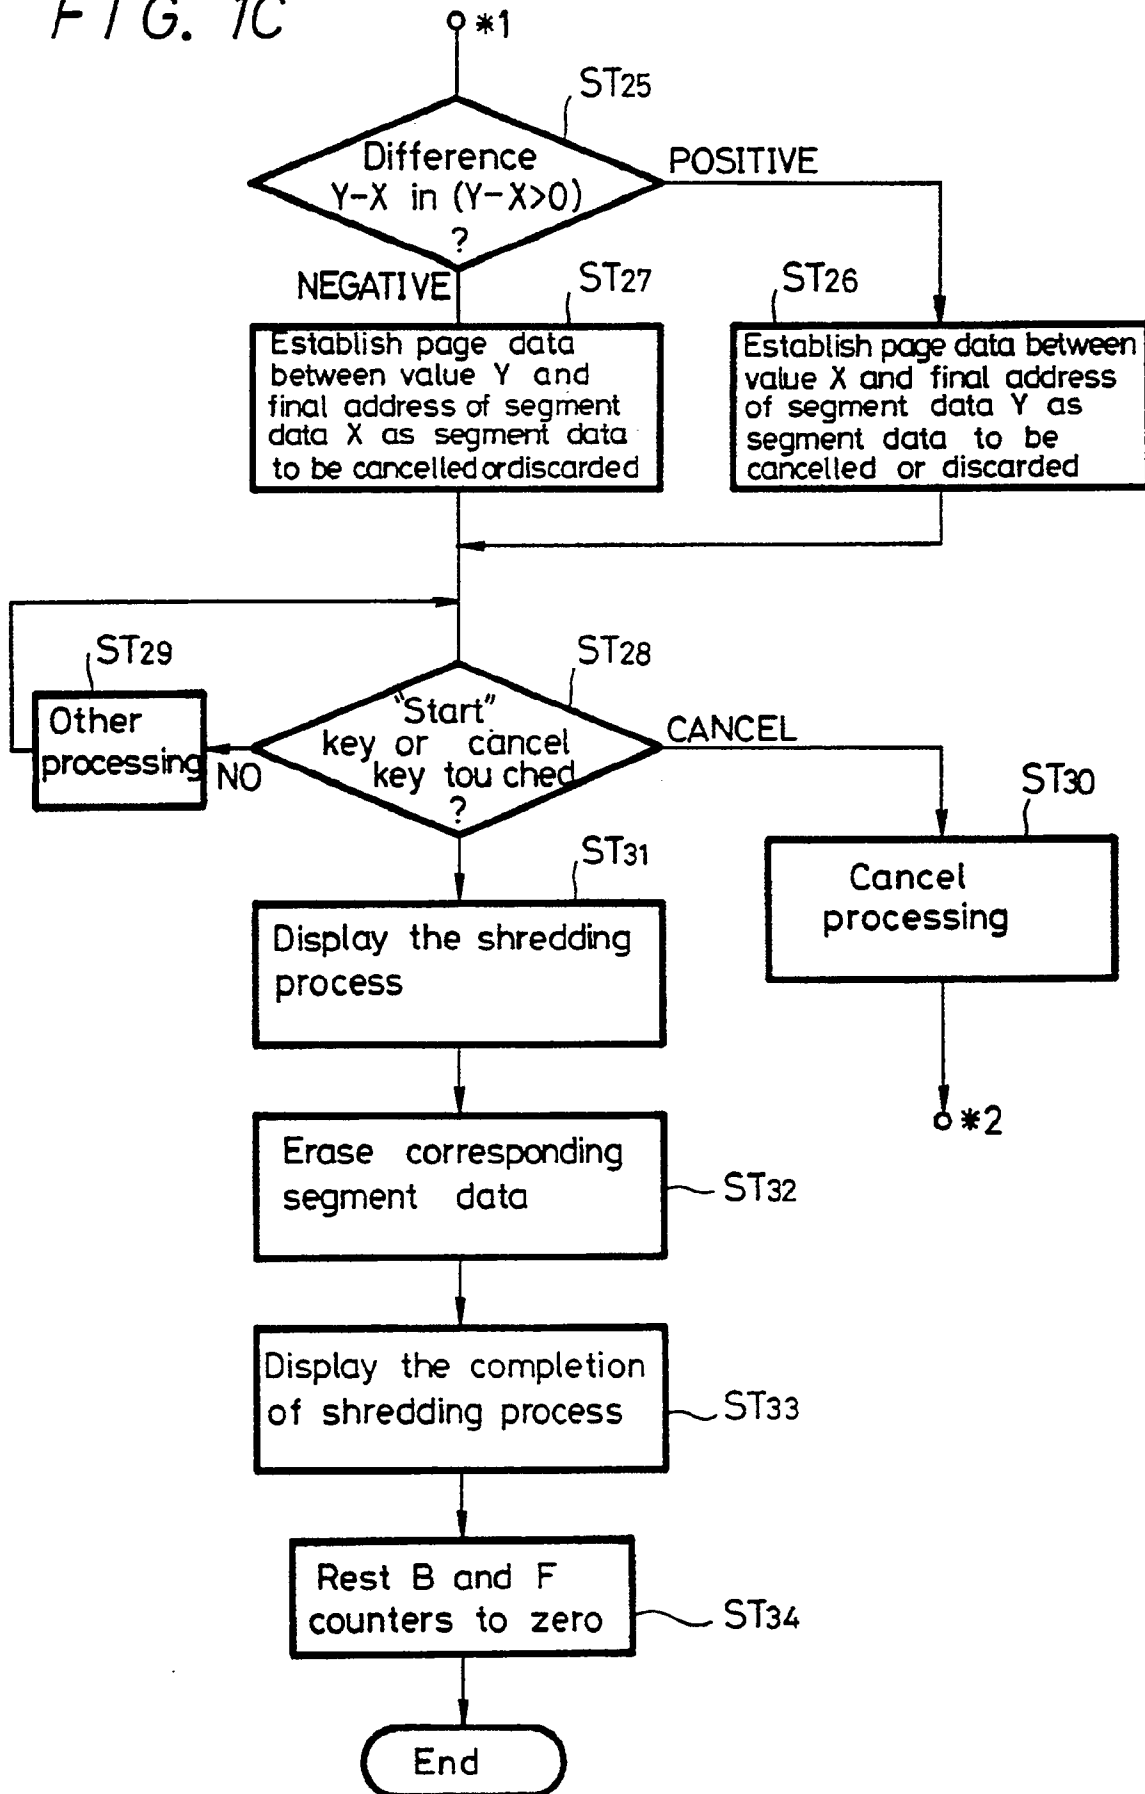 FIG. 1C
*1
ST25
Difference
Y-X in (Y-X>0)
?
POSITIVE
NEGATIVE
ST27
ST26
Establish page data
between value Y and
final address of segment
data X as segment data
to be cancelled or discarded
Establish page data between
value X and final address
of segment data Y as
segment data to be
cancelled or discarded
ST29
ST28
Other
processing
NO
"Start"
key or cancel
key touched
?
CANCEL
ST30
Cancel
processing
*2
ST31
Display the shredding
process
Erase corresponding
segment data
ST32
Display the completion
of shredding process
ST33
Rest B and F
counters to zero
ST34
End